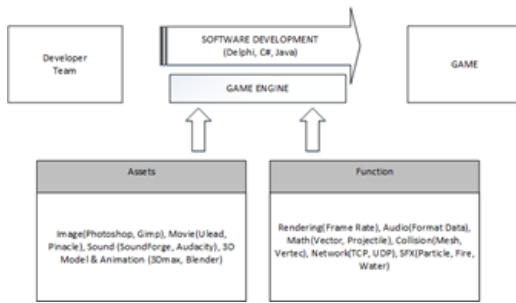 Developer
Team
SOFTWARE DEVELOPMENT
(Delphi, C#, Java)
GAME ENGINE
GAME
Assets
Image(Photoshop, Gimp), Movie(Ulead,
Pinacle), Sound (SoundForge, Audacity), 3D
Model & Animation (3Dmax, Blender)
Function
Rendering(Frame Rate), Audio(Format Data),
Math(Vector, Projectile), Collision(Mesh,
Vertec), Network(TCP, UDP), SFX(Particle, Fire,
Water)